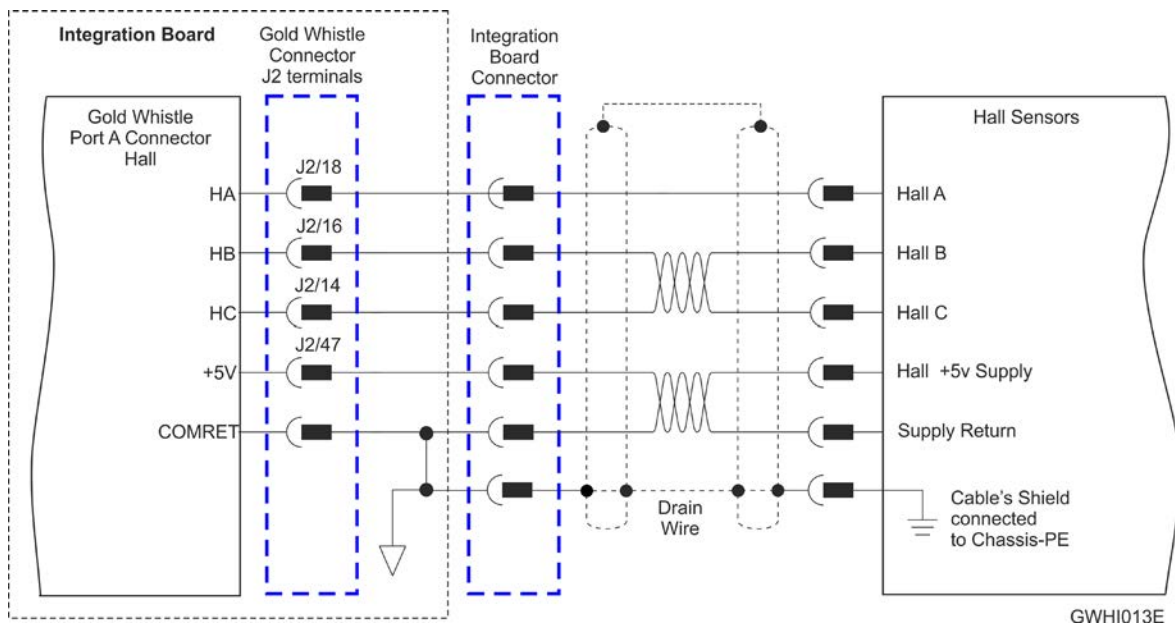 Integration Board
Gold Whistle
Connector
J2 terminals
Integration
Board
Connector
Gold Whistle
Port A Connector
Hall
Hall Sensors
HA
J2/18
Hall A
HB
J2/16
Hall B
HC
J2/14
Hall C
+5V
J2/47
Hall +5v Supply
COMRET
Supply Return
Drain
Wire
Cable's Shield
connected
to Chassis-PE
GWHI013E